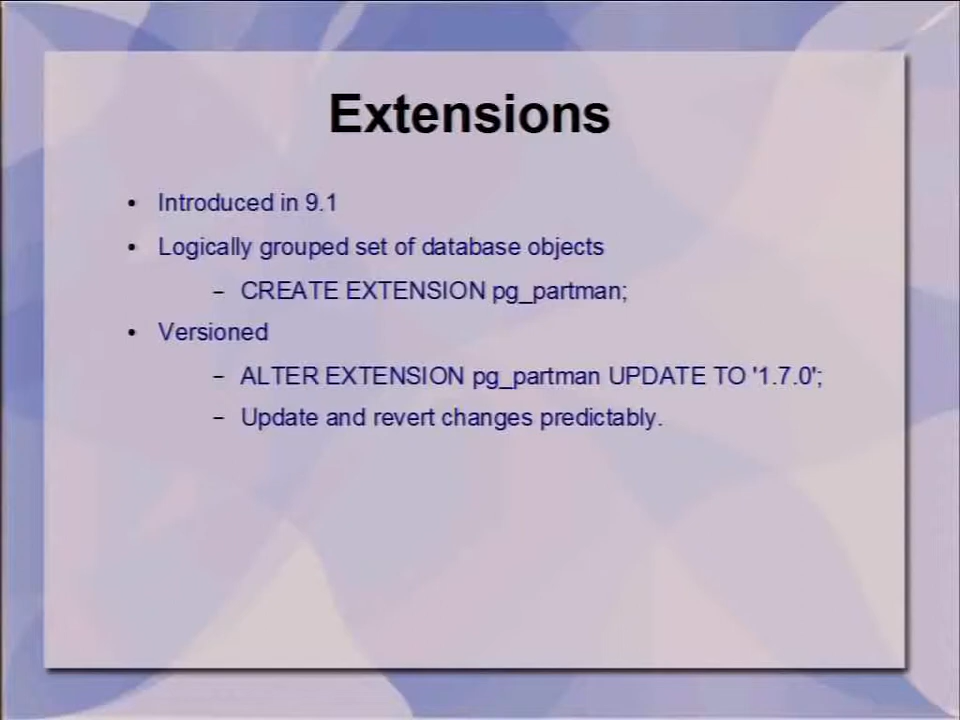 Extensions
• Introduced in 9.1
• Logically grouped set of database objects
– CREATE EXTENSION pg_partman;
• Versioned
– ALTER EXTENSION pg_partman UPDATE TO '1.7.0';
– Update and revert changes predictably.